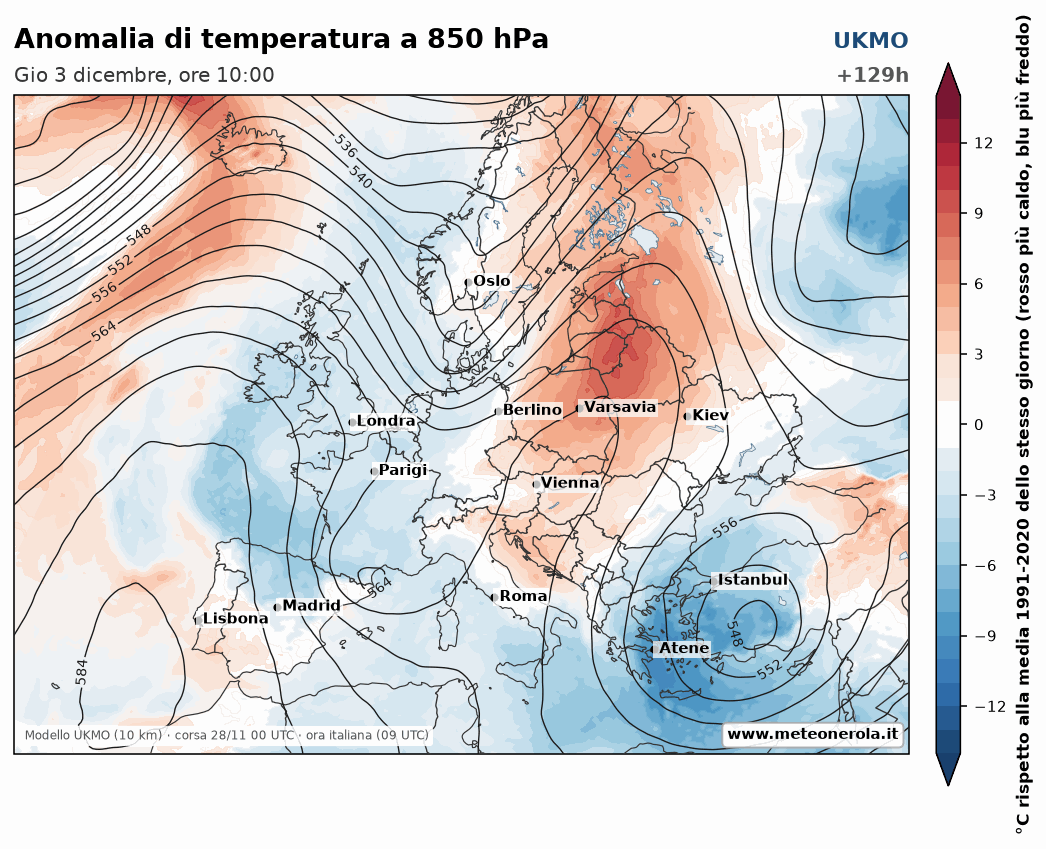 Anomalia di temperatura a 850 hPa
UKMO
Gio 3 dicembre, ore 10:00
+129h
536
540
548
552
556
564
Oslo
Berlino
Varsavia
Kiev
Londra
Parigi
Vienna
556
Istanbul
564
Roma
Madrid
Lisbona
548
Atene
552
584
Modello UKMO (10 km) · corsa 28/11 00 UTC · ora italiana (09 UTC)
www.meteonerola.it
12
9
6
3
0
−3
−6
−9
−12
°C rispetto alla media 1991-2020 dello stesso giorno (rosso più caldo, blu più freddo)